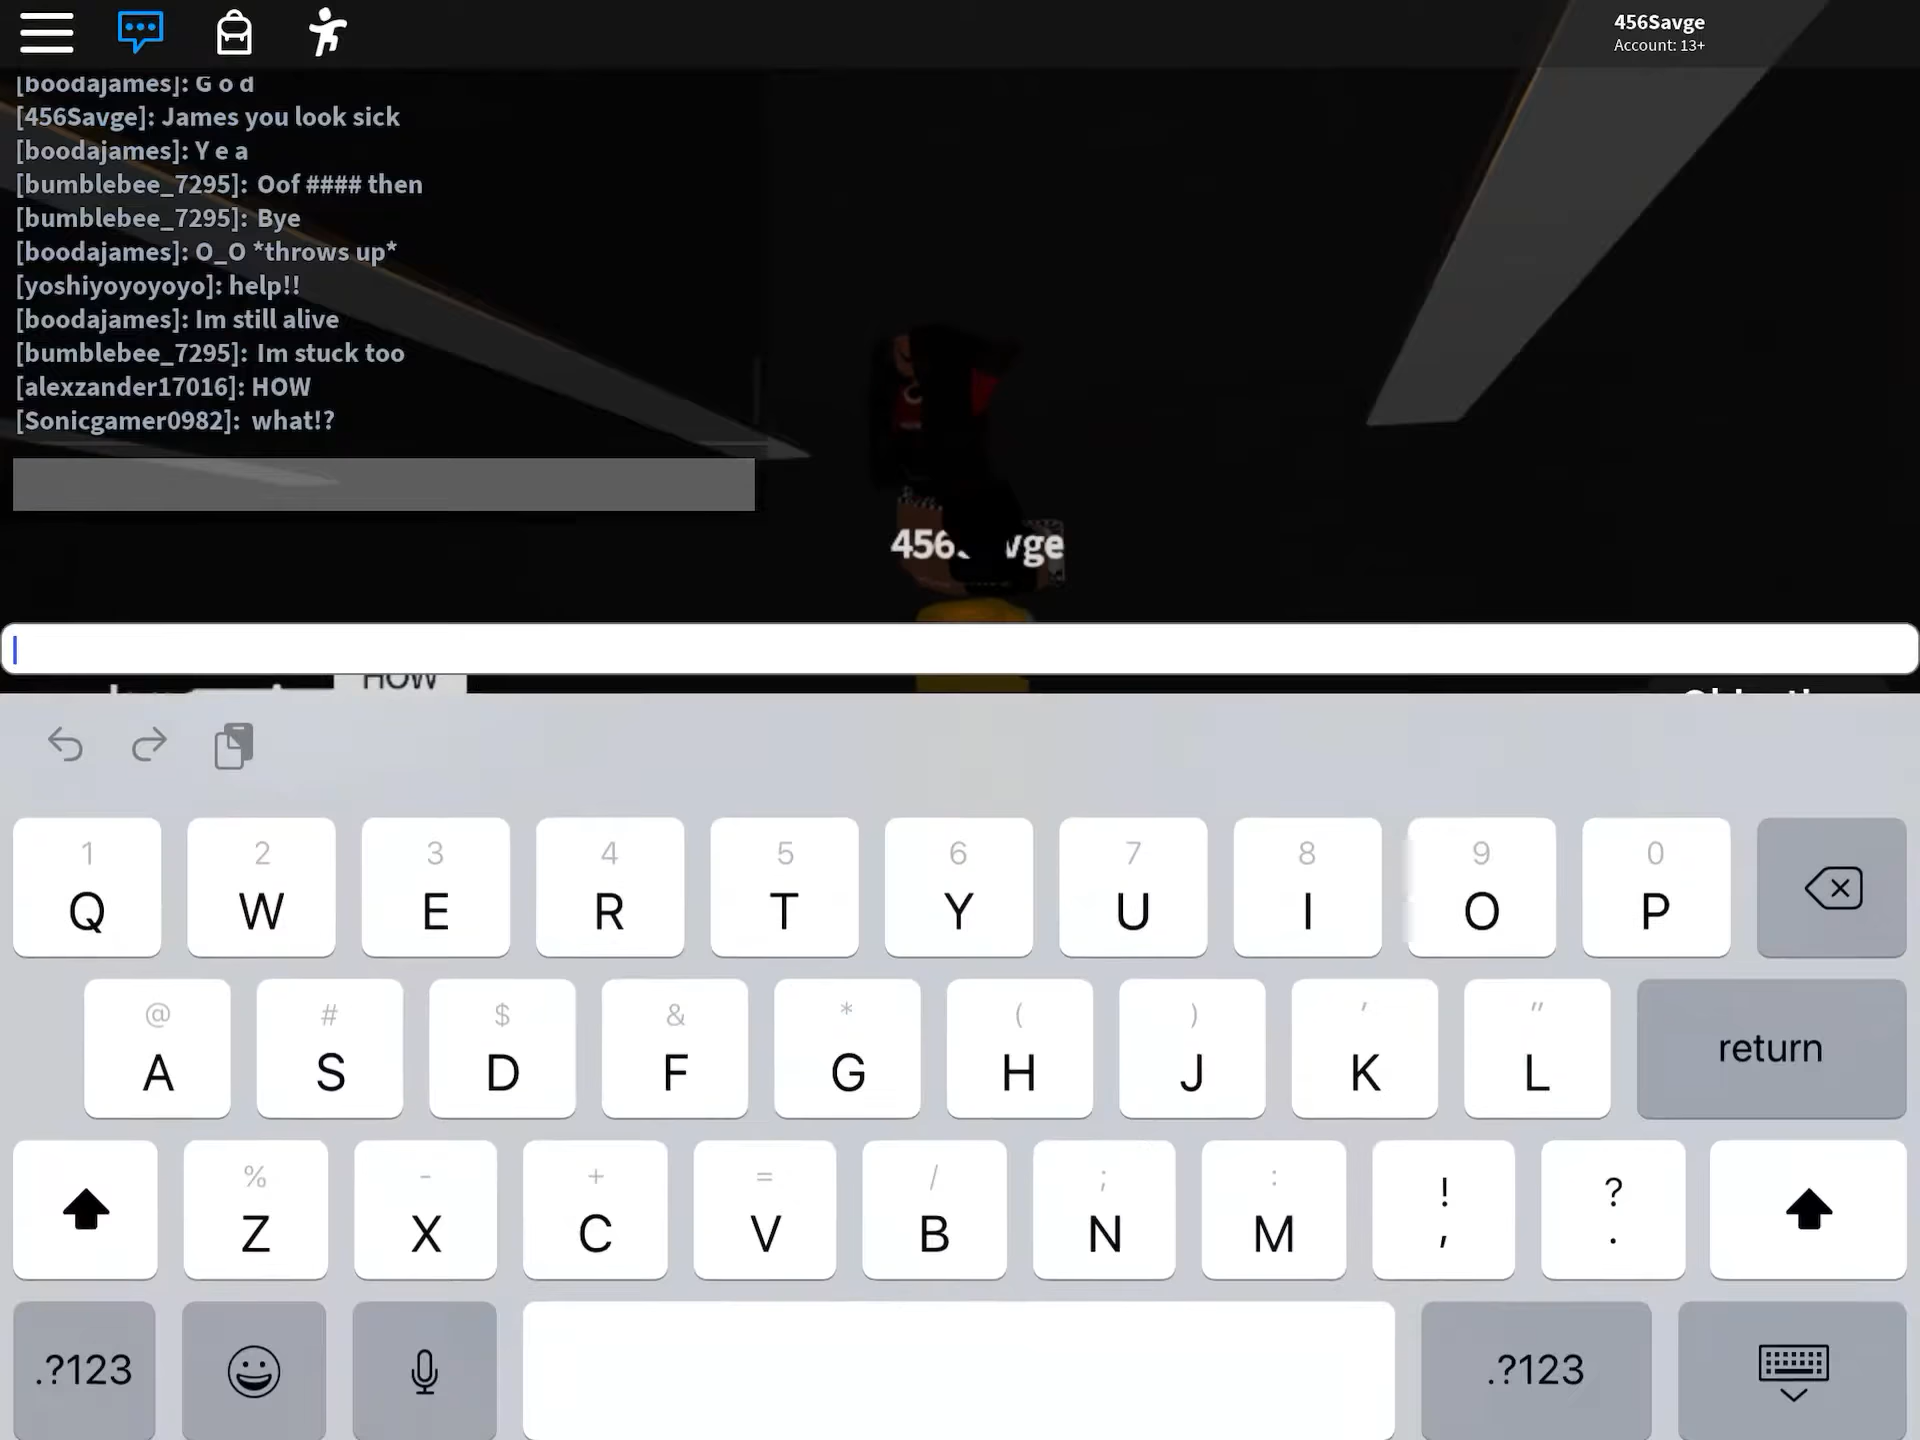 456Savge
Account: 13+
[boodajames]: G o d
[456Savge]: James you look sick
[boodajames]: Y e a
[bumblebee_7295]: Oof #### then
[bumblebee_7295]: Bye
[boodajames]: O_O *throws up*
[yoshiyoyoyoyo]: help!!
[boodajames]: Im still alive
[bumblebee_7295]: Im stuck too
[alexzander17016]: HOW
[Sonicgamer0982]: what!?
HOW
1 2 3 4 5 6 7 8 9 0
Q W E R T Y U I O P
@ # $ & * ( ) ' "
A S D F G H J K L return
% - + = / ; : ! ?
Z X C V B N M , .
.?123 .?123